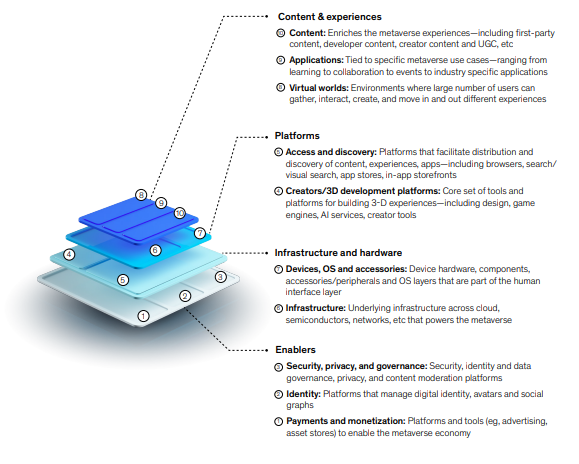 Content & experiences
10 Content: Enriches the metaverse experiences—including first-party
content, developer content, creator content and UGC, etc
9 Applications: Tied to specific metaverse use cases—ranging from
learning to collaboration to events to industry specific applications
8 Virtual worlds: Environments where large number of users can
gather, interact, create, and move in and out different experiences
Platforms
5 Access and discovery: Platforms that facilitate distribution and
discovery of content, experiences, apps—including browsers, search/
visual search, app stores, in-app storefronts
4 Creators/3D development platforms: Core set of tools and
platforms for building 3-D experiences—including design, game
engines, AI services, creator tools
Infrastructure and hardware
7 Devices, OS and accessories: Device hardware, components,
accessories/peripherals and OS layers that are part of the human
interface layer
6 Infrastructure: Underlying infrastructure across cloud,
semiconductors, networks, etc that powers the metaverse
Enablers
3 Security, privacy, and governance: Security, identity and data
governance, privacy, and content moderation platforms
2 Identity: Platforms that manage digital identity, avatars and social
graphs
1 Payments and monetization: Platforms and tools (eg, advertising,
asset stores) to enable the metaverse economy
8
9
10
7
6
4
5
3
2
1